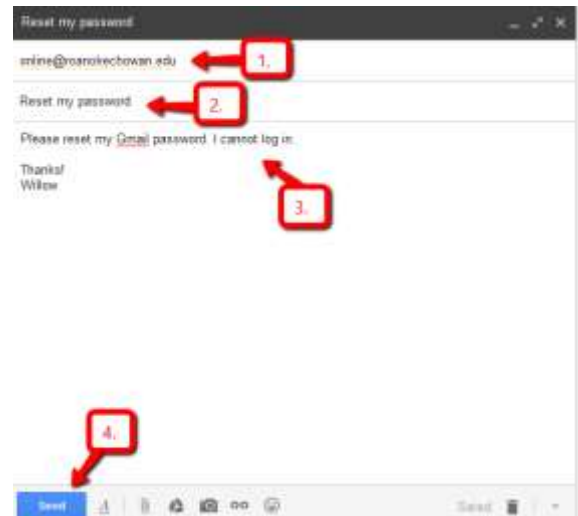 Reset my password
online@roanokechowan.edu
1.
Reset my password
2.
Please reset my Gmail password. I cannot log in.
Thanks!
Willow
3.
4.
Send
Saved